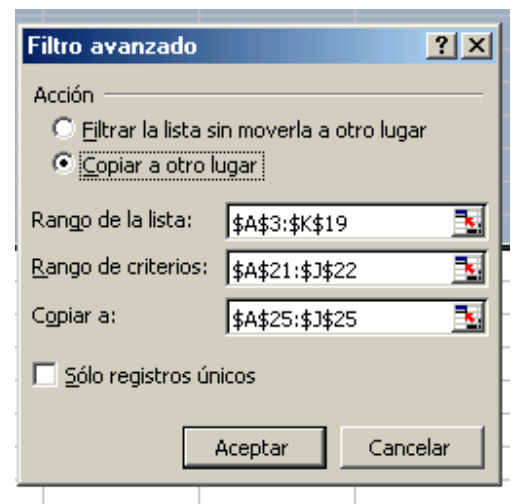 Filtro avanzado
Acción
Filtrar la lista sin moverla a otro lugar
Copiar a otro lugar
Rango de la lista: $A$3:$K$19
Rango de criterios: $A$21:$J$22
Copiar a: $A$25:$J$25
Sólo registros únicos
Aceptar Cancelar